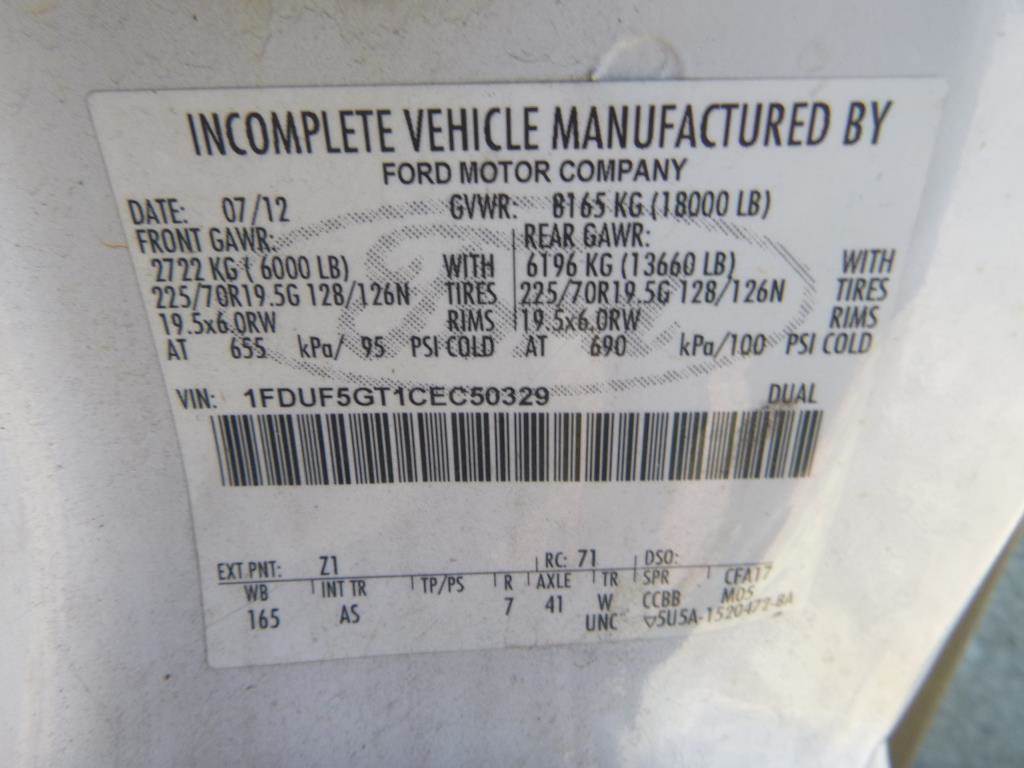 INCOMPLETE VEHICLE MANUFACTURED BY
FORD MOTOR COMPANY
DATE: 07/12 GVWR: 8165 KG (18000 LB)
FRONT GAWR: REAR GAWR:
2722 KG ( 6000 LB) WITH 6196 KG (13660 LB) WITH
225/70R19.5G 128/126N TIRES 225/70R19.5G 128/126N TIRES
19.5x6.0RW RIMS 19.5x6.0RW RIMS
AT 655 kPa/ 95 PSI COLD AT 690 kPa/100 PSI COLD
VIN: 1FDUF5GT1CEC50329 DUAL
EXT PNT: Z1 RC: 71 DSO:
WB INT TR TP/PS R AXLE TR SPR CFA17
165 AS 7 41 W CCBB MOS
UNC ▽5U5A-1520472-BA